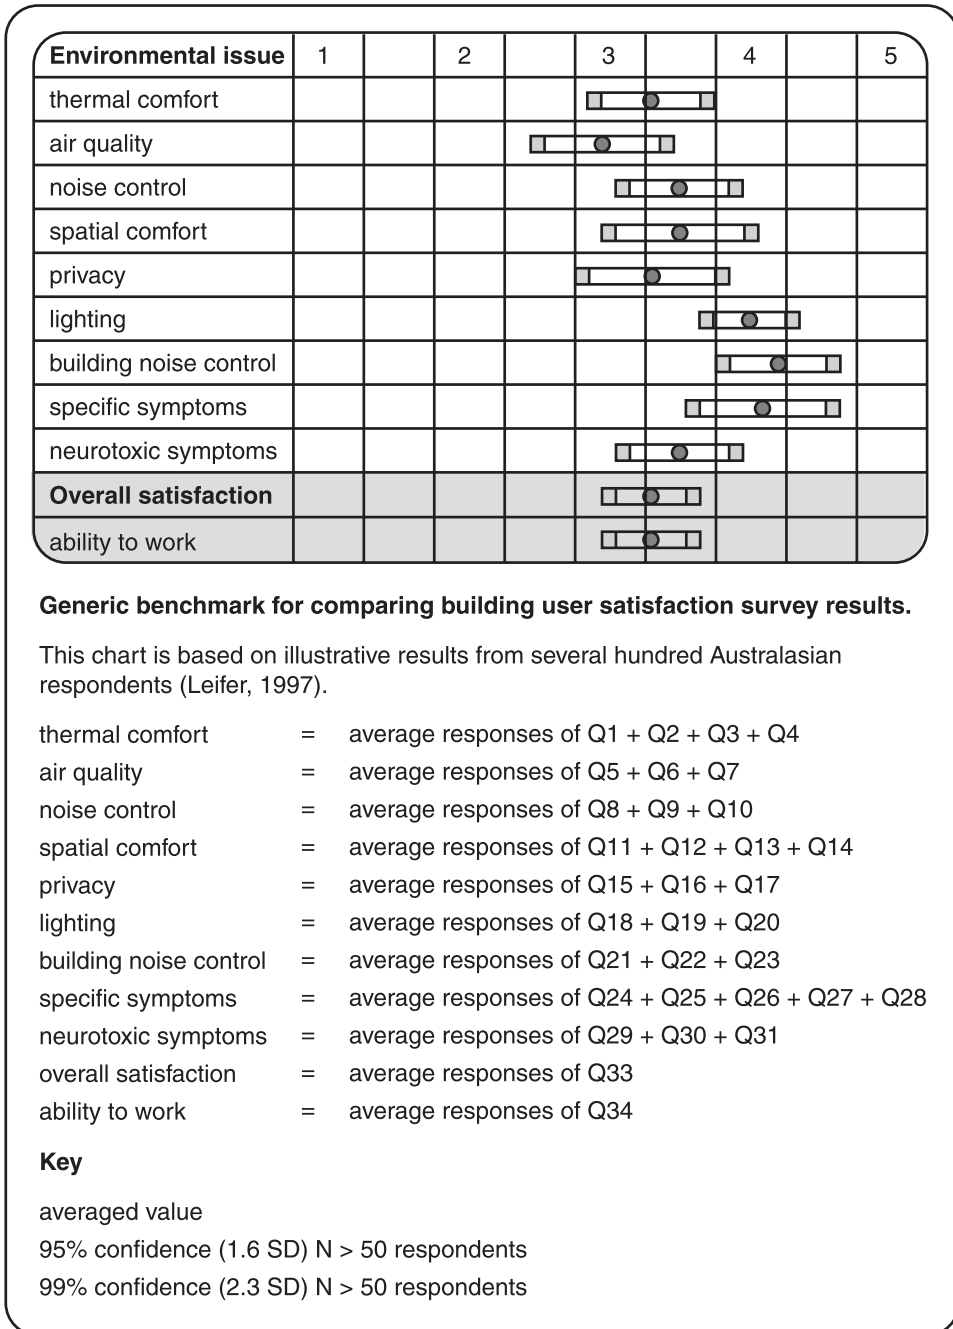 Environmental issue 1 2 3 4 5
thermal comfort
air quality
noise control
spatial comfort
privacy
lighting
building noise control
specific symptoms
neurotoxic symptoms
Overall satisfaction
ability to work
Generic benchmark for comparing building user satisfaction survey results.
This chart is based on illustrative results from several hundred Australasian
respondents (Leifer, 1997).
thermal comfort = average responses of Q1 + Q2 + Q3 + Q4
air quality = average responses of Q5 + Q6 + Q7
noise control = average responses of Q8 + Q9 + Q10
spatial comfort = average responses of Q11 + Q12 + Q13 + Q14
privacy = average responses of Q15 + Q16 + Q17
lighting = average responses of Q18 + Q19 + Q20
building noise control = average responses of Q21 + Q22 + Q23
specific symptoms = average responses of Q24 + Q25 + Q26 + Q27 + Q28
neurotoxic symptoms = average responses of Q29 + Q30 + Q31
overall satisfaction = average responses of Q33
ability to work = average responses of Q34
Key
averaged value
95% confidence (1.6 SD) N > 50 respondents
99% confidence (2.3 SD) N > 50 respondents